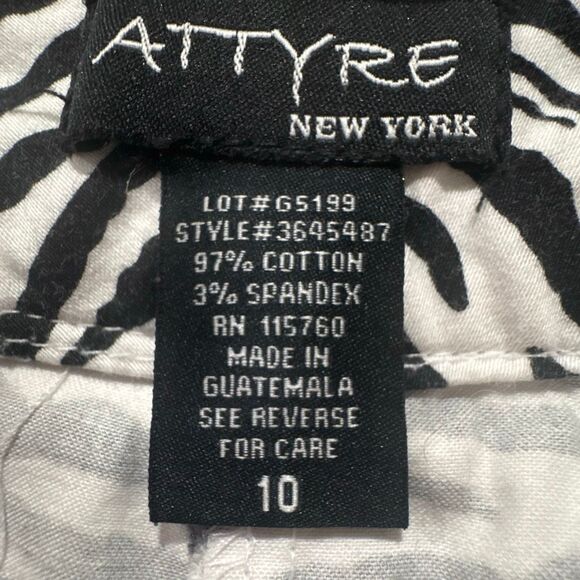 ATTYRE
NEW YORK
LOT#G5199
STYLE#3645487
97% COTTON
3% SPANDEX
RN 115760
MADE IN
GUATEMALA
SEE REVERSE
FOR CARE
10